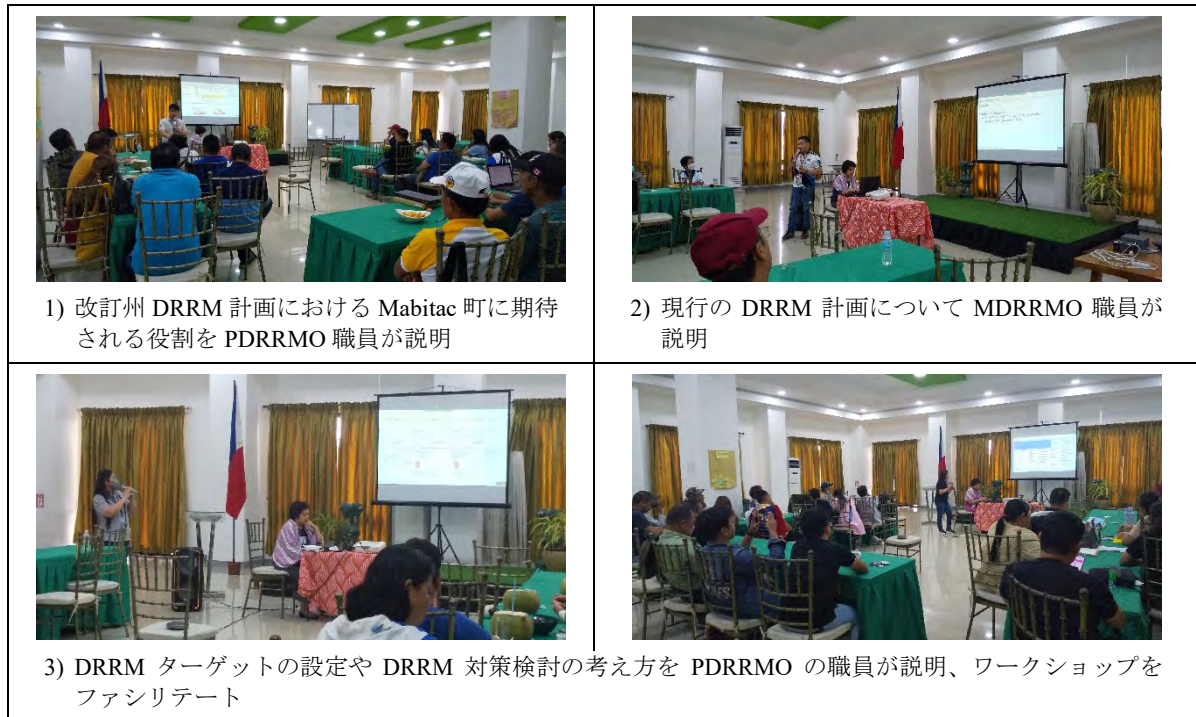 1) 改訂州 DRRM 計画における Mabitac 町に期待
される役割を PDRRMO 職員が説明
2) 現行の DRRM 計画について MDRRMO 職員が
説明
3) DRRM ターゲットの設定や DRRM 対策検討の考え方を PDRRMO の職員が説明、ワークショップを
ファシリテート